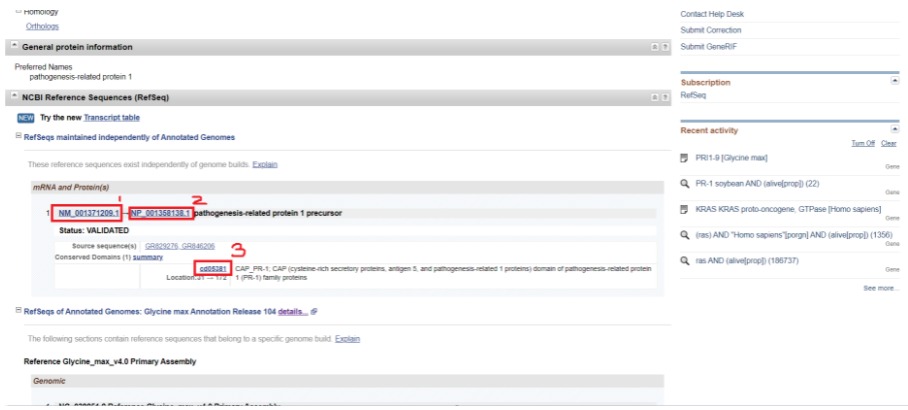 Homology
Orthologs
General protein information
Preferred Names
pathogenesis-related protein 1
NCBI Reference Sequences (RefSeq)
NEW Try the new Transcript table
RefSeqs maintained independently of Annotated Genomes
These reference sequences exist independently of genome builds. Explain
mRNA and Protein(s)
1 2
1. NM_001371209.1 → NP_001358138.1 pathogenesis-related protein 1 precursor
Status: VALIDATED
Source sequence(s) GR829276, GR846206
3
Conserved Domains (1) summary
cd05381 CAP_PR-1; CAP (cysteine-rich secretory proteins, antigen 5, and pathogenesis-related 1 proteins) domain of pathogenesis-related protein
Location:31 → 172 1 (PR-1) family proteins
RefSeqs of Annotated Genomes: Glycine max Annotation Release 104 details...
The following sections contain reference sequences that belong to a specific genome build. Explain
Reference Glycine_max_v4.0 Primary Assembly
Genomic
Contact Help Desk
Submit Correction
Submit GeneRIF
Subscription
RefSeq
Recent activity
Turn Off Clear
PR1-9 [Glycine max]
Gene
PR-1 soybean AND (alive[prop]) (22)
Gene
KRAS KRAS proto-oncogene, GTPase [Homo sapiens]
Gene
(ras) AND "Homo sapiens"[porgn] AND (alive[prop]) (1356)
Gene
ras AND (alive[prop]) (186737)
Gene
See more...